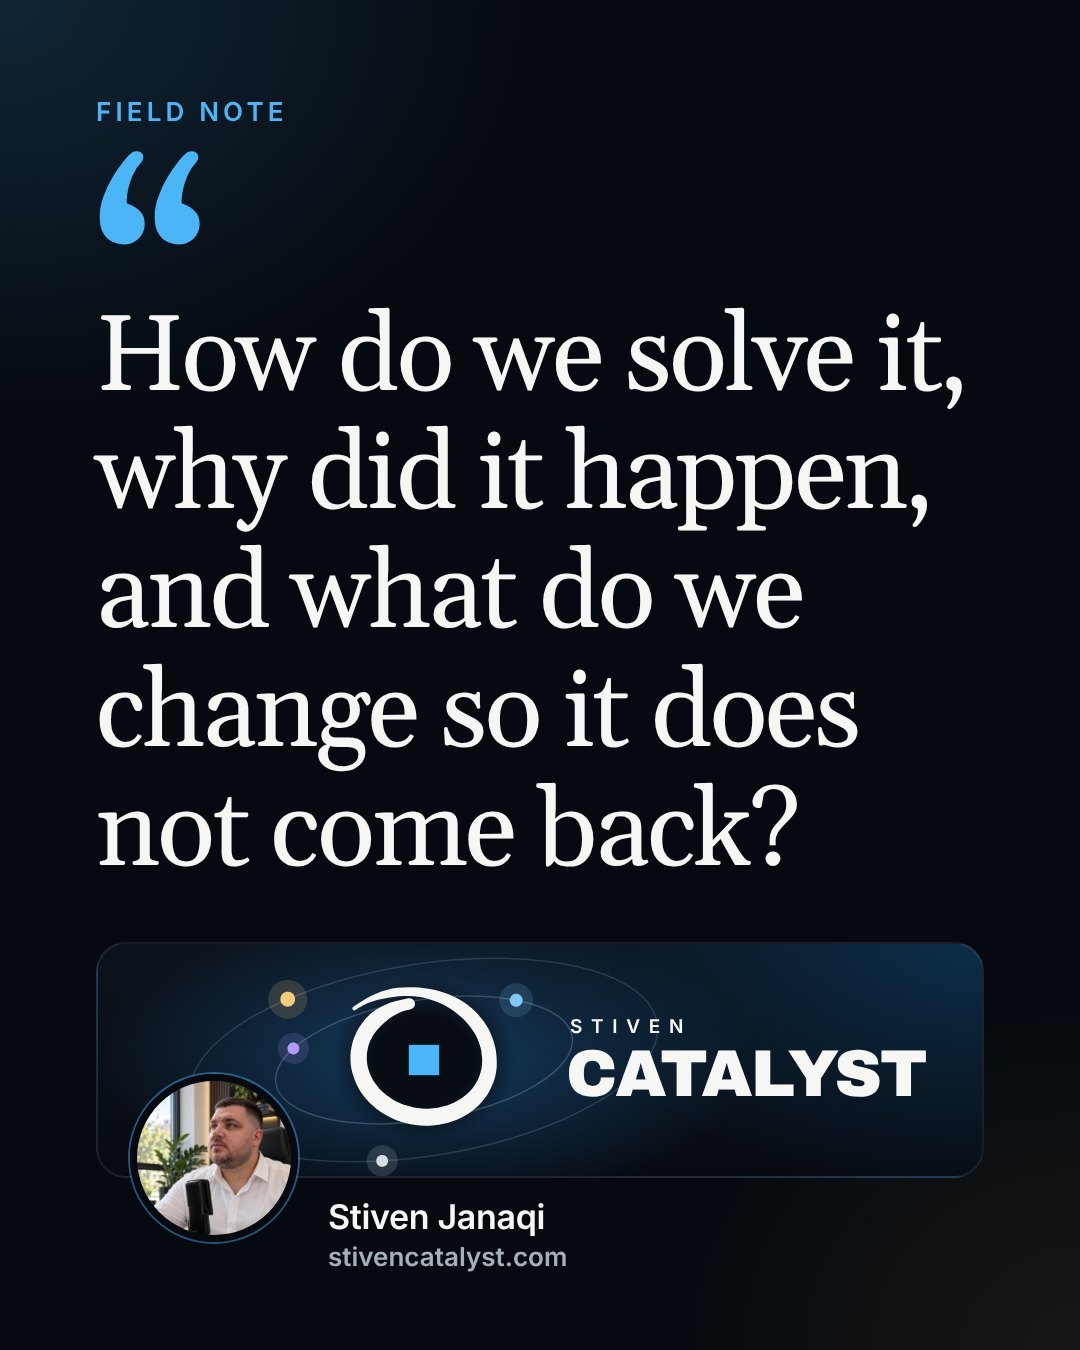 FIELD NOTE
“
How do we solve it,
why did it happen,
and what do we
change so it does
not come back?
STIVEN
CATALYST
Stiven Janaqi
stivencatalyst.com